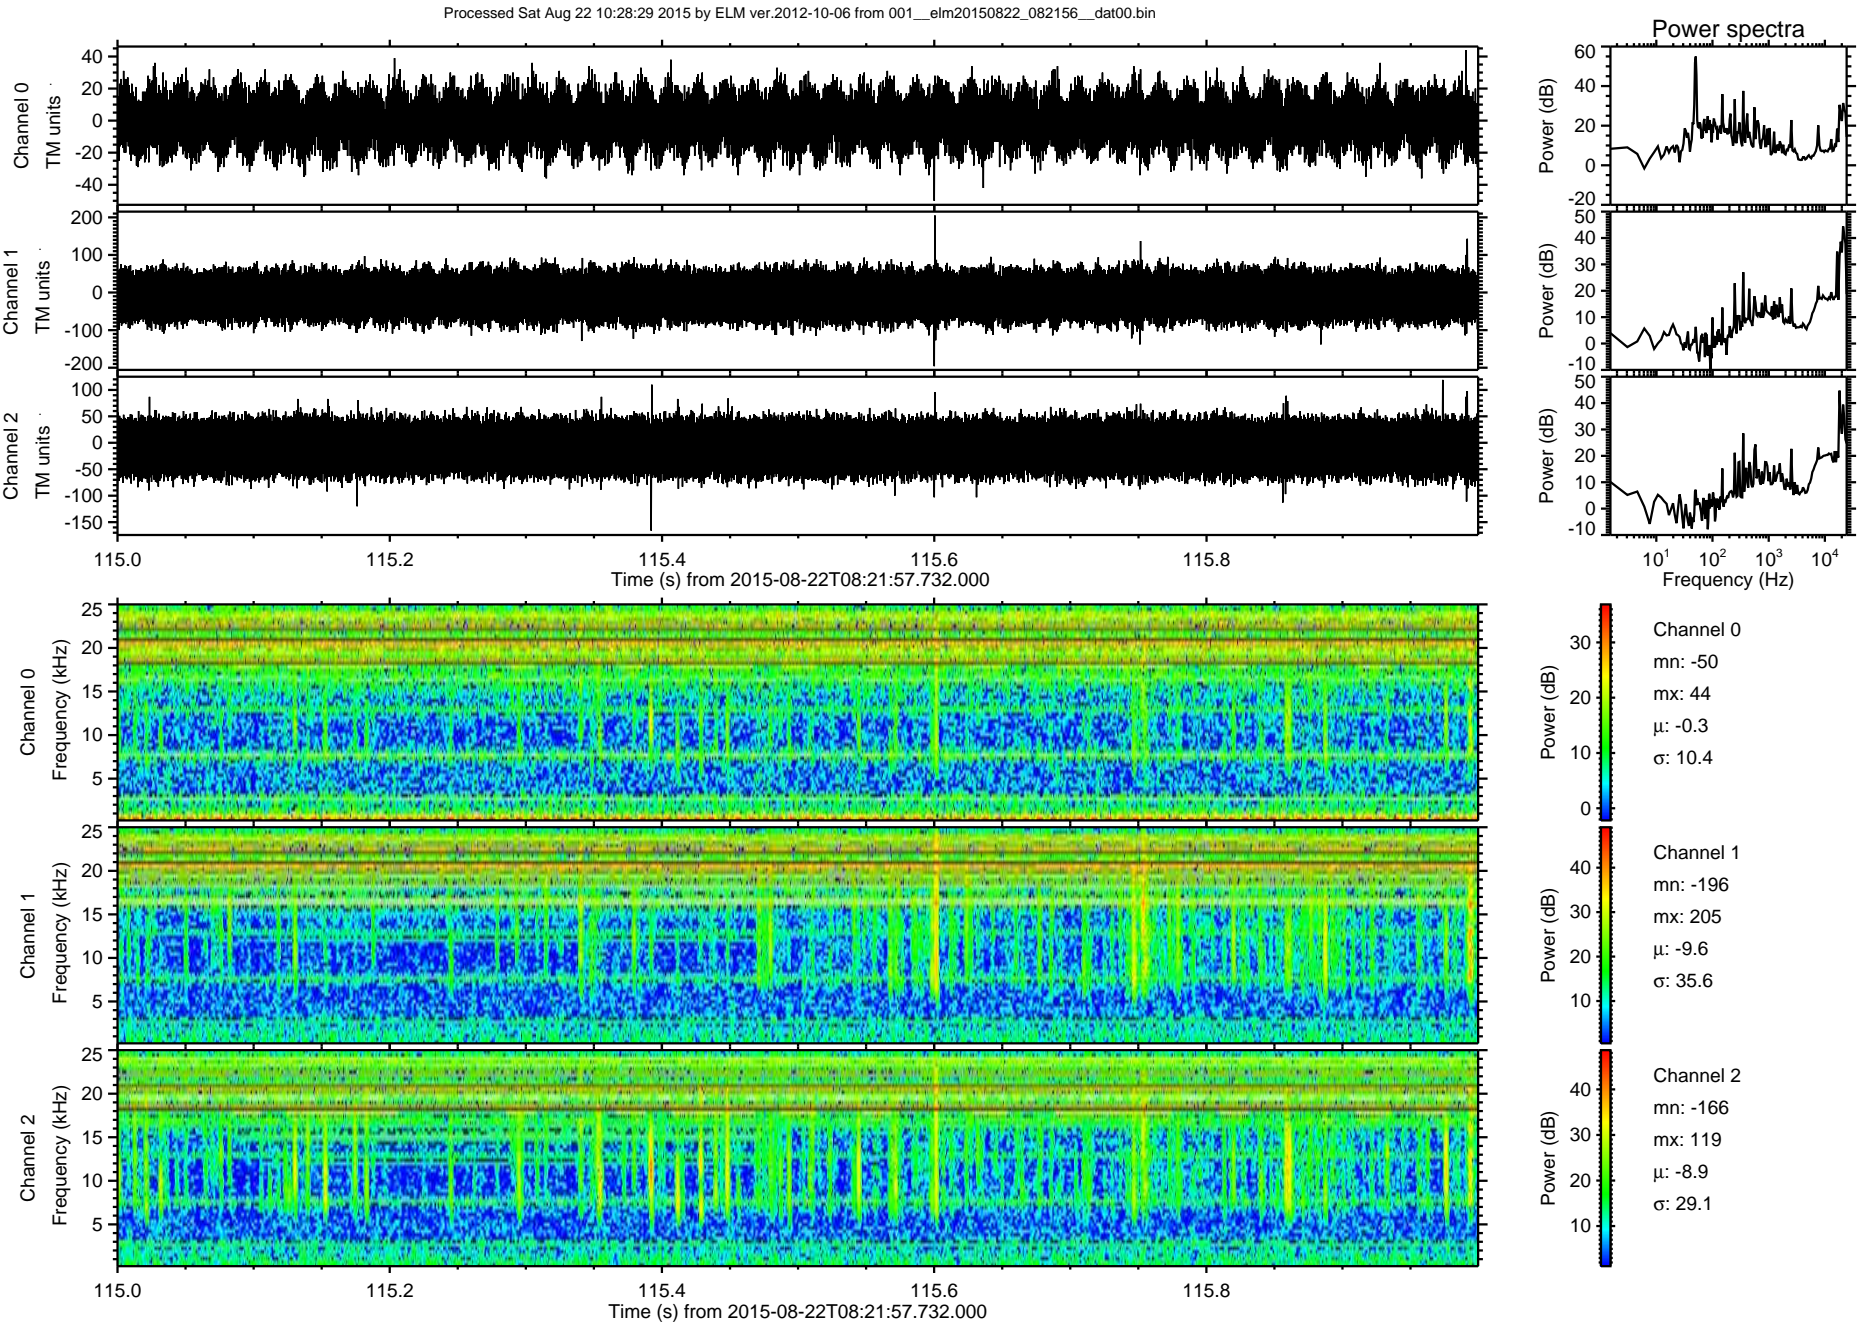 Processed Sat Aug 22 10:28:29 2015 by ELM ver.2012-10-06 from 001__elm20150822_082156__dat00.bin
Power spectra
Channel 0
TM units
40
20
0
-20
-40
Power (dB)
60
40
20
0
-20
Channel 1
TM units
200
100
0
-100
-200
Power (dB)
50
40
30
20
10
0
-10
Channel 2
TM units
100
50
0
-50
-100
-150
Power (dB)
50
40
30
20
10
0
-10
115.0 115.2 115.4 115.6 115.8
Time (s) from 2015-08-22T08:21:57.732.000
10¹ 10² 10³ 10⁴
Frequency (Hz)
Channel 0
Frequency (kHz)
25
20
15
10
5
Power (dB)
30
20
10
0
Channel 0
mn: -50
mx: 44
μ: -0.3
σ: 10.4
Channel 1
Frequency (kHz)
25
20
15
10
5
Power (dB)
40
30
20
10
Channel 1
mn: -196
mx: 205
μ: -9.6
σ: 35.6
Channel 2
Frequency (kHz)
25
20
15
10
5
Power (dB)
40
30
20
10
Channel 2
mn: -166
mx: 119
μ: -8.9
σ: 29.1
115.0 115.2 115.4 115.6 115.8
Time (s) from 2015-08-22T08:21:57.732.000